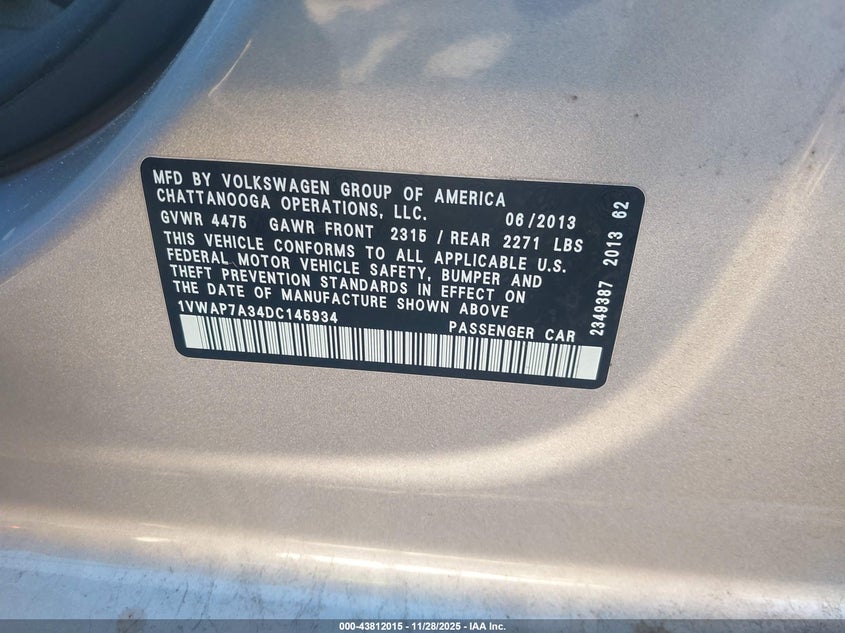 MFD BY VOLKSWAGEN GROUP OF AMERICA
CHATTANOOGA OPERATIONS, LLC. 06/2013
GVWR 4475 GAWR FRONT 2315 / REAR 2271 LBS
THIS VEHICLE CONFORMS TO ALL APPLICABLE U.S.
FEDERAL MOTOR VEHICLE SAFETY, BUMPER AND
THEFT PREVENTION STANDARDS IN EFFECT ON
THE DATE OF MANUFACTURE SHOWN ABOVE
1VWAP7A34DC145934 PASSENGER CAR
2349387 2013 62
000-43812015 - 11/28/2025 - IAA Inc.